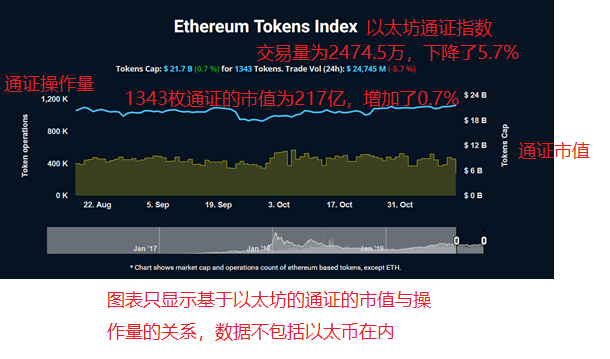 Ethereum Tokens Index 以太坊通证指数
交易量为2474.5万，下降了5.7%
Tokens Cap: $ 21.7 B (0.7 %) for 1343 Tokens. Trade Vol (24h): $ 24,745 M (-5.7 %)
通证操作量
1343枚通证的市值为217亿，增加了0.7%
1,200 K
800 K
400 K
0 K
Token operations
$ 24 B
$ 18 B
$ 12 B
$ 6 B
$ 0 B
Tokens Cap
通证市值
22. Aug
5. Sep
19. Sep
3. Oct
17. Oct
31. Oct
Jan '17
Jan '18
Jan '19
0
0
* Chart shows market cap and operations count of ethereum based tokens, except ETH.
图表只显示基于以太坊的通证的市值与操
作量的关系，数据不包括以太币在内